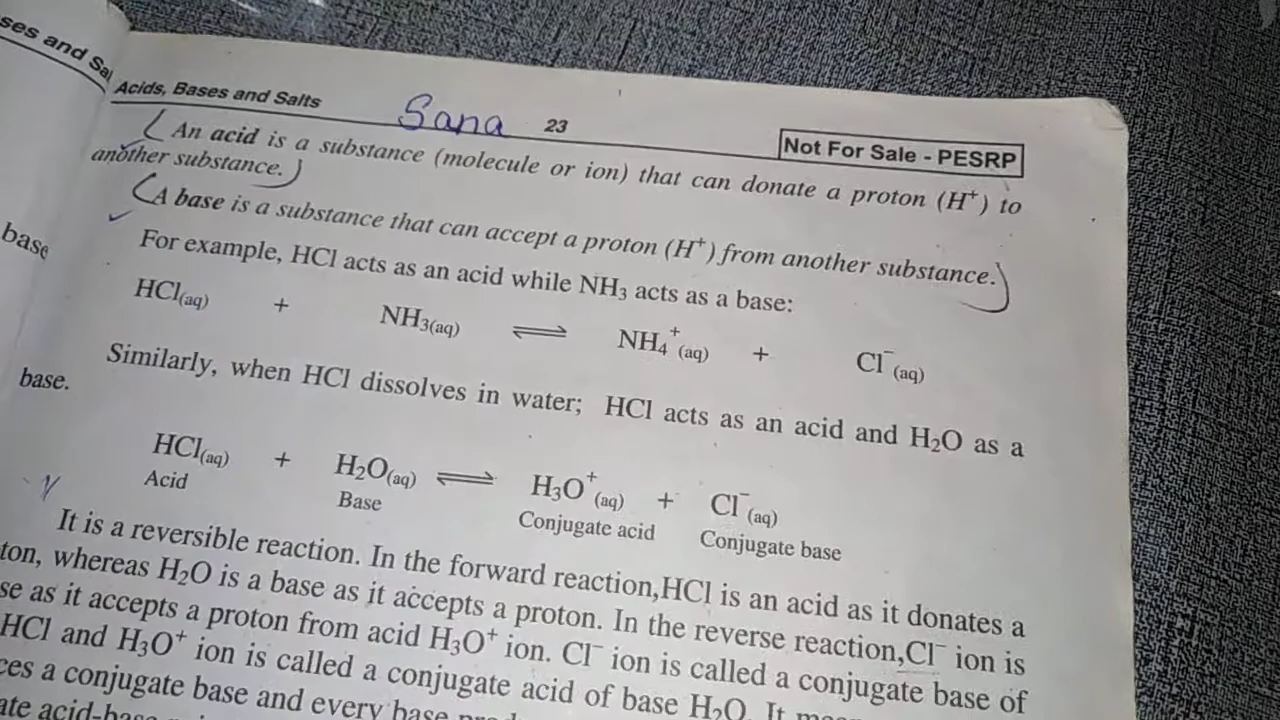 ses and Sa
base
base.
Acids, Bases and Salts Sana 23 Not For Sale - PESRP
An acid is a substance (molecule or ion) that can donate a proton (H⁺) to
another substance.)
(A base is a substance that can accept a proton (H⁺) from another substance.)
For example, HCl acts as an acid while NH₃ acts as a base:
HCl(aq) + NH₃(aq) ⇌ NH₄⁺(aq) + Cl⁻(aq)
Similarly, when HCl dissolves in water; HCl acts as an acid and H₂O as a
HCl(aq) + H₂O(aq) ⇌ H₃O⁺(aq) + Cl⁻(aq)
Acid Base Conjugate acid Conjugate base
It is a reversible reaction. In the forward reaction,HCl is an acid as it donates a
ton, whereas H₂O is a base as it accepts a proton. In the reverse reaction,Cl⁻ ion is
se as it accepts a proton from acid H₃O⁺ ion. Cl⁻ ion is called a conjugate base of
HCl and H₃O⁺ ion is called a conjugate acid of base H₂O. It
ces a conjugate base and every base
ate acid-base